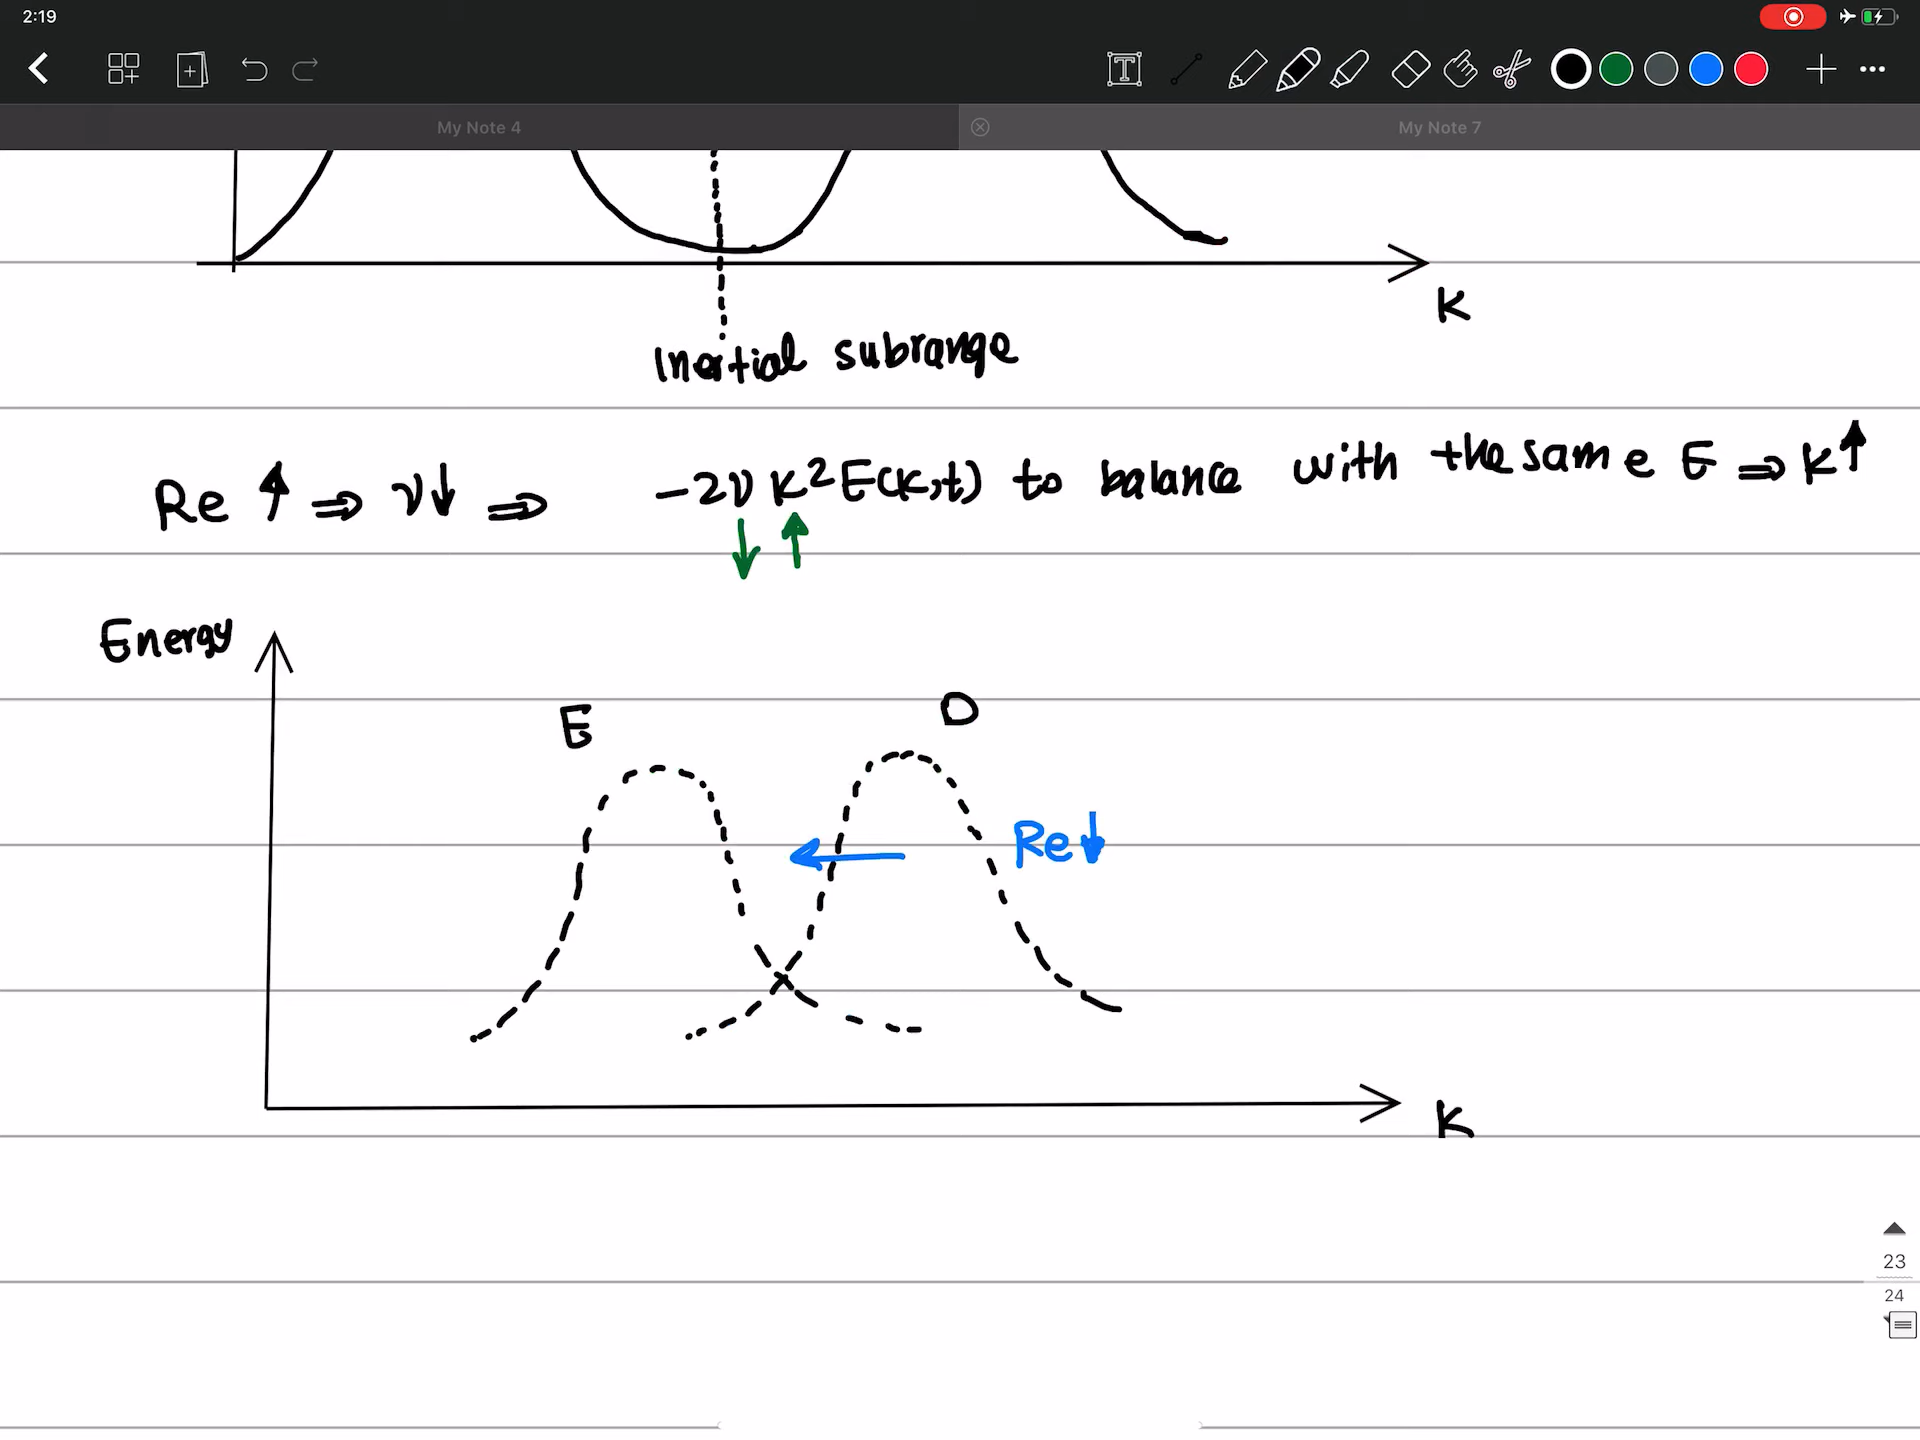 2:19
T
My Note 4
My Note 7
K
Inertial subrange
Re ↑ ⇒ ν↓ ⇒ -2ν K²E(K,t) to balance with the same E ⇒ K↑
↓ ↑
Energy
E
D
Re↓
K
23
24